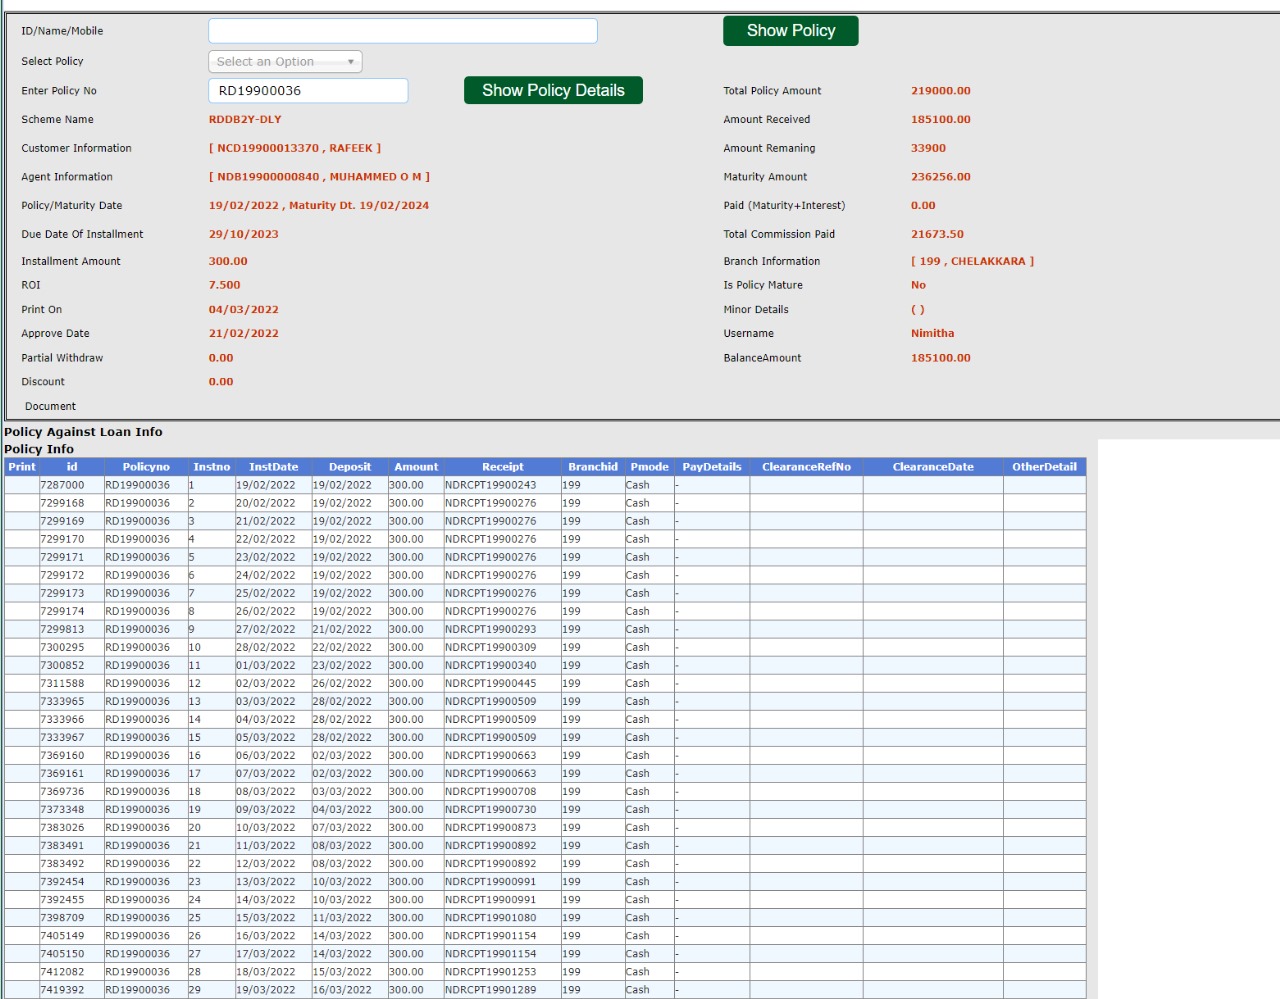 ID/Name/Mobile Show Policy
Select Policy Select an Option
Enter Policy No RD19900036 Show Policy Details Total Policy Amount 219000.00
Scheme Name RDDB2Y-DLY Amount Received 185100.00
Customer Information [ NCD19900013370 , RAFEEK ] Amount Remaning 33900
Agent Information [ NDB19900000840 , MUHAMMED O M ] Maturity Amount 236256.00
Policy/Maturity Date 19/02/2022 , Maturity Dt. 19/02/2024 Paid (Maturity+Interest) 0.00
Due Date Of Installment 29/10/2023 Total Commission Paid 21673.50
Installment Amount 300.00 Branch Information [ 199 , CHELAKKARA ]
ROI 7.500 Is Policy Mature No
Print On 04/03/2022 Minor Details ( )
Approve Date 21/02/2022 Username Nimitha
Partial Withdraw 0.00 BalanceAmount 185100.00
Discount 0.00
Document
Policy Against Loan Info
Policy Info
Print id Policyno Instno InstDate Deposit Amount Receipt Branchid Pmode PayDetails ClearanceRefNo ClearanceDate OtherDetail
7287000 RD19900036 1 19/02/2022 19/02/2022 300.00 NDRCPT19900243 199 Cash -
7299168 RD19900036 2 20/02/2022 19/02/2022 300.00 NDRCPT19900276 199 Cash -
7299169 RD19900036 3 21/02/2022 19/02/2022 300.00 NDRCPT19900276 199 Cash -
7299170 RD19900036 4 22/02/2022 19/02/2022 300.00 NDRCPT19900276 199 Cash -
7299171 RD19900036 5 23/02/2022 19/02/2022 300.00 NDRCPT19900276 199 Cash -
7299172 RD19900036 6 24/02/2022 19/02/2022 300.00 NDRCPT19900276 199 Cash -
7299173 RD19900036 7 25/02/2022 19/02/2022 300.00 NDRCPT19900276 199 Cash -
7299174 RD19900036 8 26/02/2022 19/02/2022 300.00 NDRCPT19900276 199 Cash -
7299813 RD19900036 9 27/02/2022 21/02/2022 300.00 NDRCPT19900293 199 Cash -
7300295 RD19900036 10 28/02/2022 22/02/2022 300.00 NDRCPT19900309 199 Cash -
7300852 RD19900036 11 01/03/2022 23/02/2022 300.00 NDRCPT19900340 199 Cash -
7311588 RD19900036 12 02/03/2022 26/02/2022 300.00 NDRCPT19900445 199 Cash -
7333965 RD19900036 13 03/03/2022 28/02/2022 300.00 NDRCPT19900509 199 Cash -
7333966 RD19900036 14 04/03/2022 28/02/2022 300.00 NDRCPT19900509 199 Cash -
7333967 RD19900036 15 05/03/2022 28/02/2022 300.00 NDRCPT19900509 199 Cash -
7369160 RD19900036 16 06/03/2022 02/03/2022 300.00 NDRCPT19900663 199 Cash -
7369161 RD19900036 17 07/03/2022 02/03/2022 300.00 NDRCPT19900663 199 Cash -
7369736 RD19900036 18 08/03/2022 03/03/2022 300.00 NDRCPT19900708 199 Cash -
7373348 RD19900036 19 09/03/2022 04/03/2022 300.00 NDRCPT19900730 199 Cash -
7383026 RD19900036 20 10/03/2022 07/03/2022 300.00 NDRCPT19900873 199 Cash -
7383491 RD19900036 21 11/03/2022 08/03/2022 300.00 NDRCPT19900892 199 Cash -
7383492 RD19900036 22 12/03/2022 08/03/2022 300.00 NDRCPT19900892 199 Cash -
7392454 RD19900036 23 13/03/2022 10/03/2022 300.00 NDRCPT19900991 199 Cash -
7392455 RD19900036 24 14/03/2022 10/03/2022 300.00 NDRCPT19900991 199 Cash -
7398709 RD19900036 25 15/03/2022 11/03/2022 300.00 NDRCPT19901080 199 Cash -
7405149 RD19900036 26 16/03/2022 14/03/2022 300.00 NDRCPT19901154 199 Cash -
7405150 RD19900036 27 17/03/2022 14/03/2022 300.00 NDRCPT19901154 199 Cash -
7412082 RD19900036 28 18/03/2022 15/03/2022 300.00 NDRCPT19901253 199 Cash -
7419392 RD19900036 29 19/03/2022 16/03/2022 300.00 NDRCPT19901289 199 Cash -